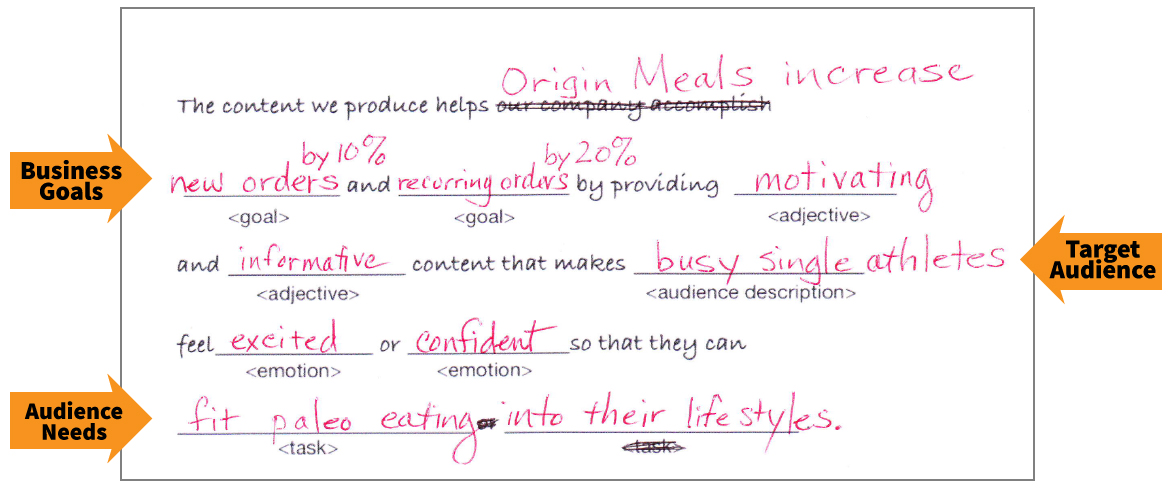 Origin Meals increase
The content we produce helps our company accomplish
by 10% by 20%
Business Goals
new orders and recurring orders by providing motivating
<goal> <goal> <adjective>
and informative content that makes busy single athletes
Target Audience
<adjective> <audience description>
feel excited or confident so that they can
<emotion> <emotion>
Audience Needs
fit paleo eating or into their lifestyles.
<task> <task>